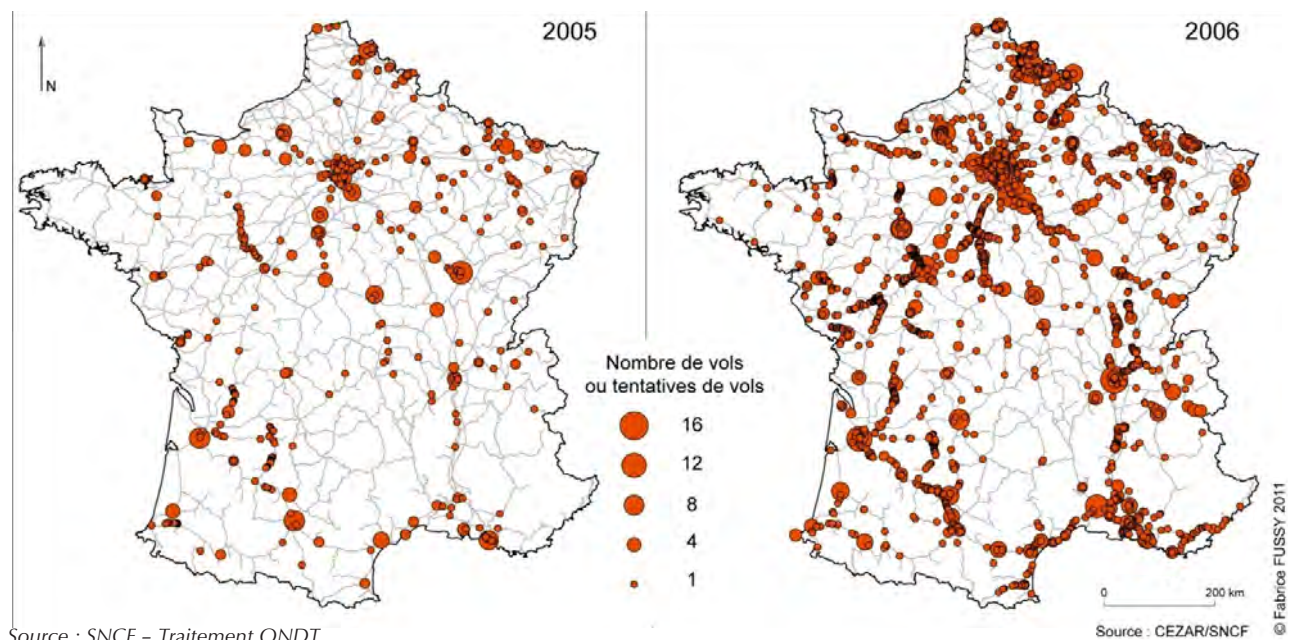 2005
2006
N
Nombre de vols
ou tentatives de vols
16
12
8
4
1
0
200 km
© Fabrice FUSSY 2011
Source : SNCF – Traitement ONDT
Source : CEZAR/SNCF